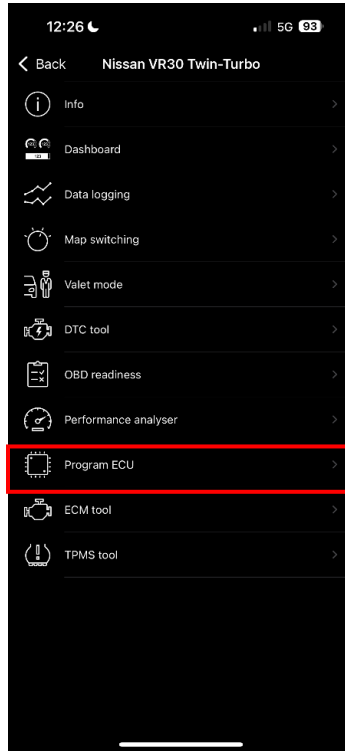 12:26
5G 93
Back Nissan VR30 Twin-Turbo
Info
Dashboard
Data logging
Map switching
Valet mode
DTC tool
OBD readiness
Performance analyser
Program ECU
ECM tool
TPMS tool